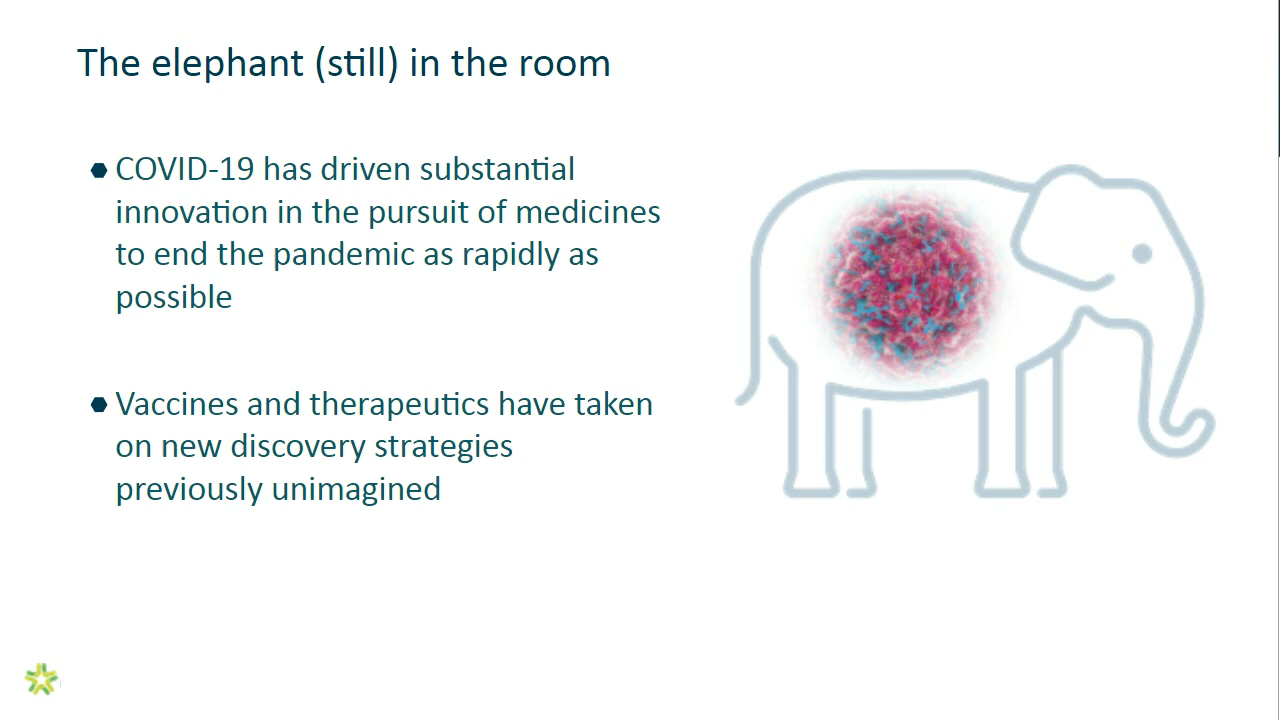 The elephant (still) in the room
COVID-19 has driven substantial
innovation in the pursuit of medicines
to end the pandemic as rapidly as
possible
Vaccines and therapeutics have taken
on new discovery strategies
previously unimagined